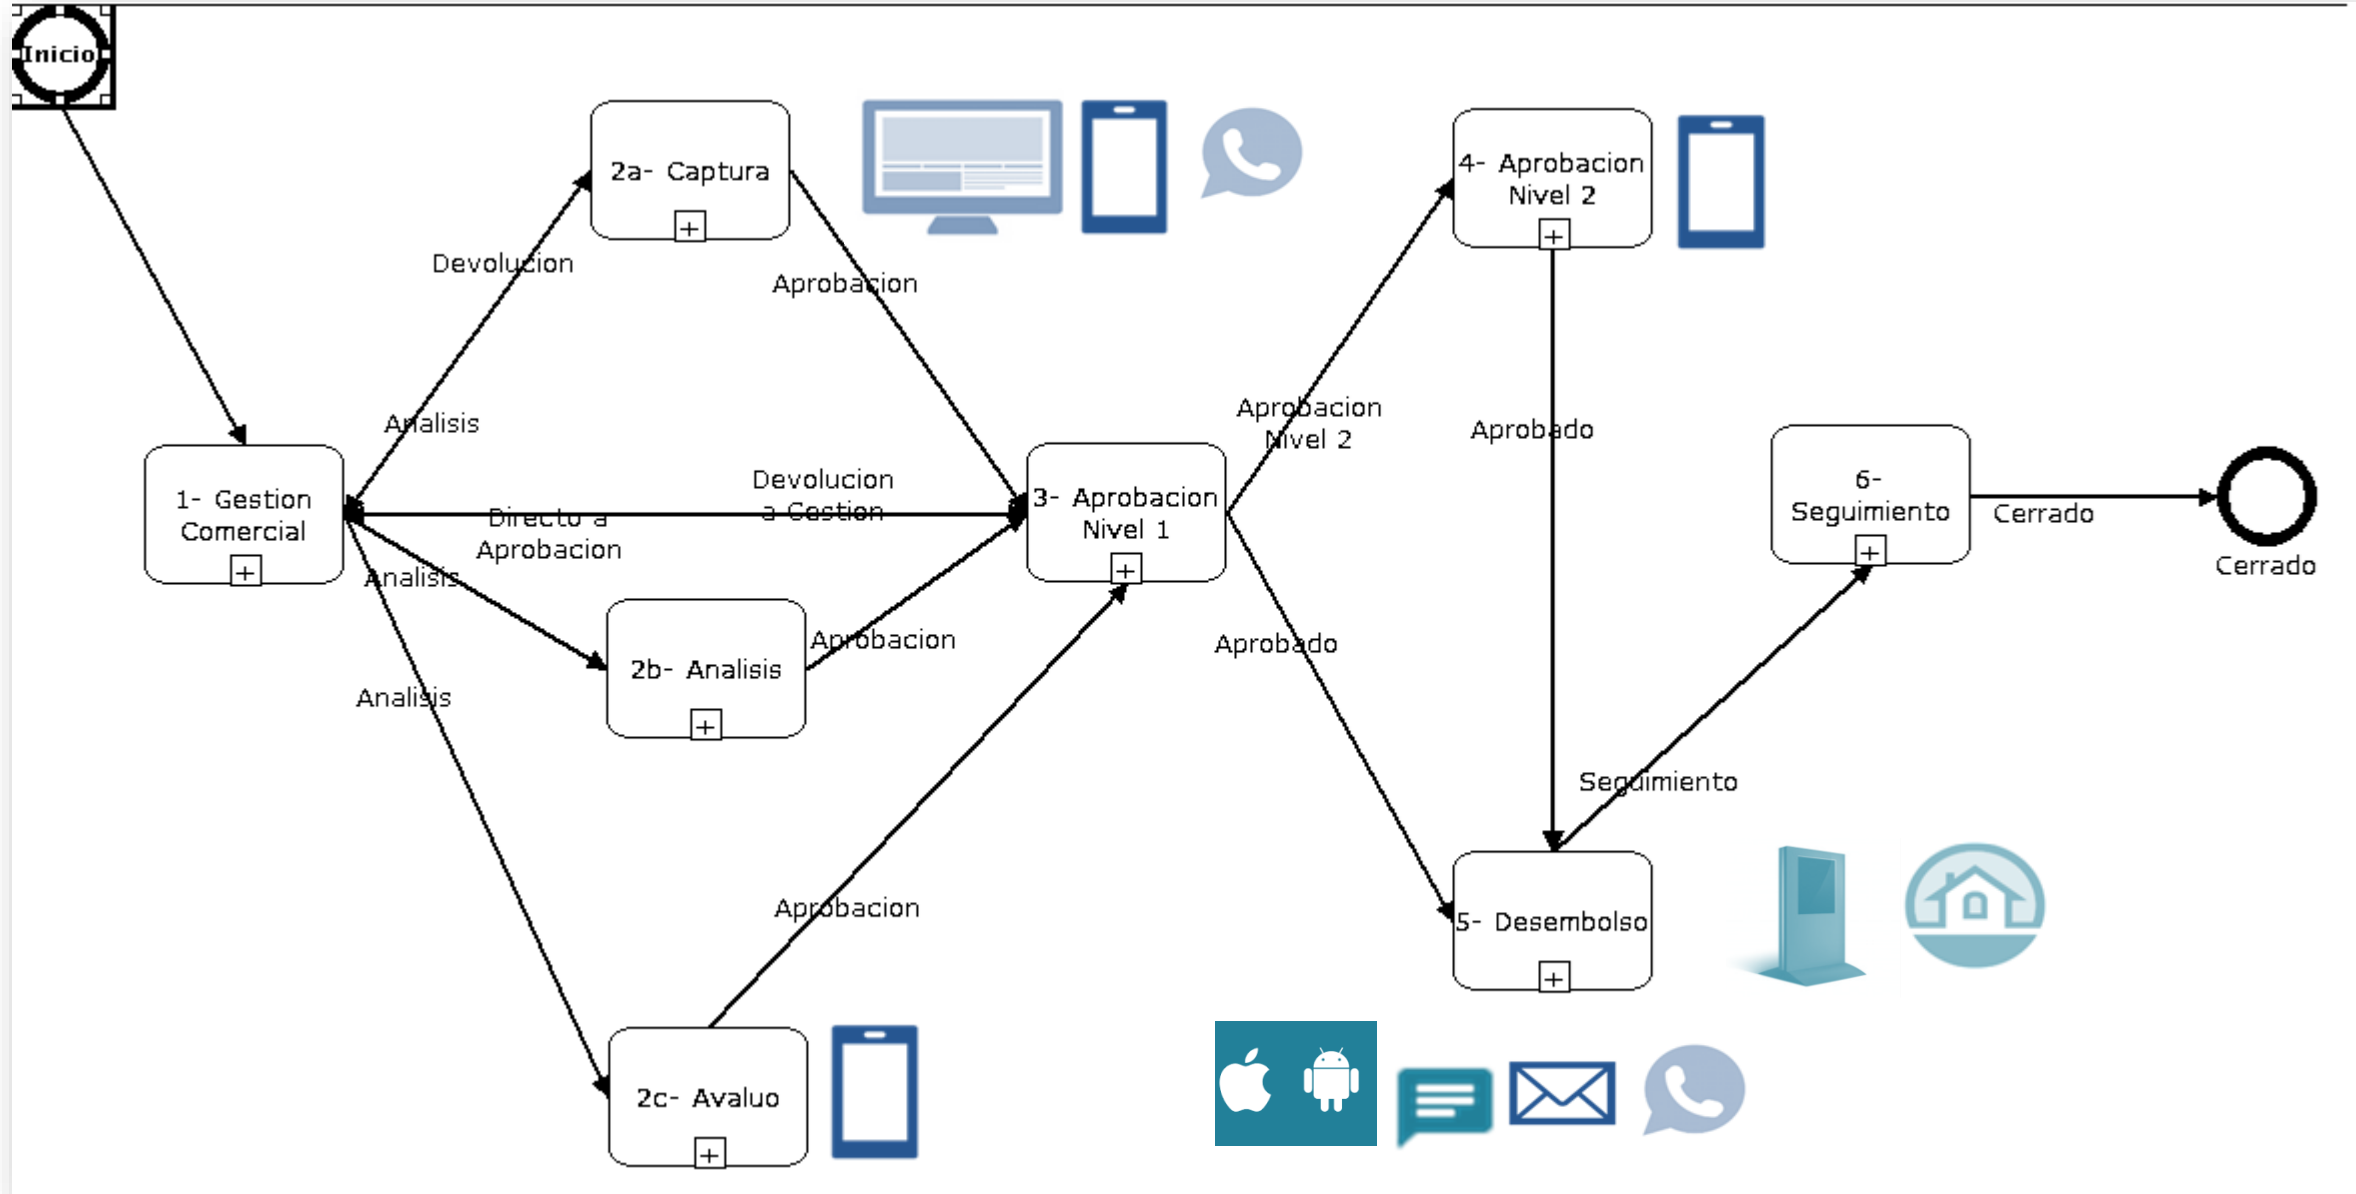 Inicio
2a- Captura
4- Aprobacion
Nivel 2
Devolucion
Aprobacion
Analisis
Aprobacion
Nivel 2
Aprobado
1- Gestion
Comercial
Devolucion
a Gestion
Directo a
Aprobacion
3- Aprobacion
Nivel 1
6-
Seguimiento
Cerrado
Cerrado
Analisis
2b- Analisis
Aprobacion
Aprobado
Analisis
Seguimiento
Aprobacion
5- Desembolso
2c- Avaluo